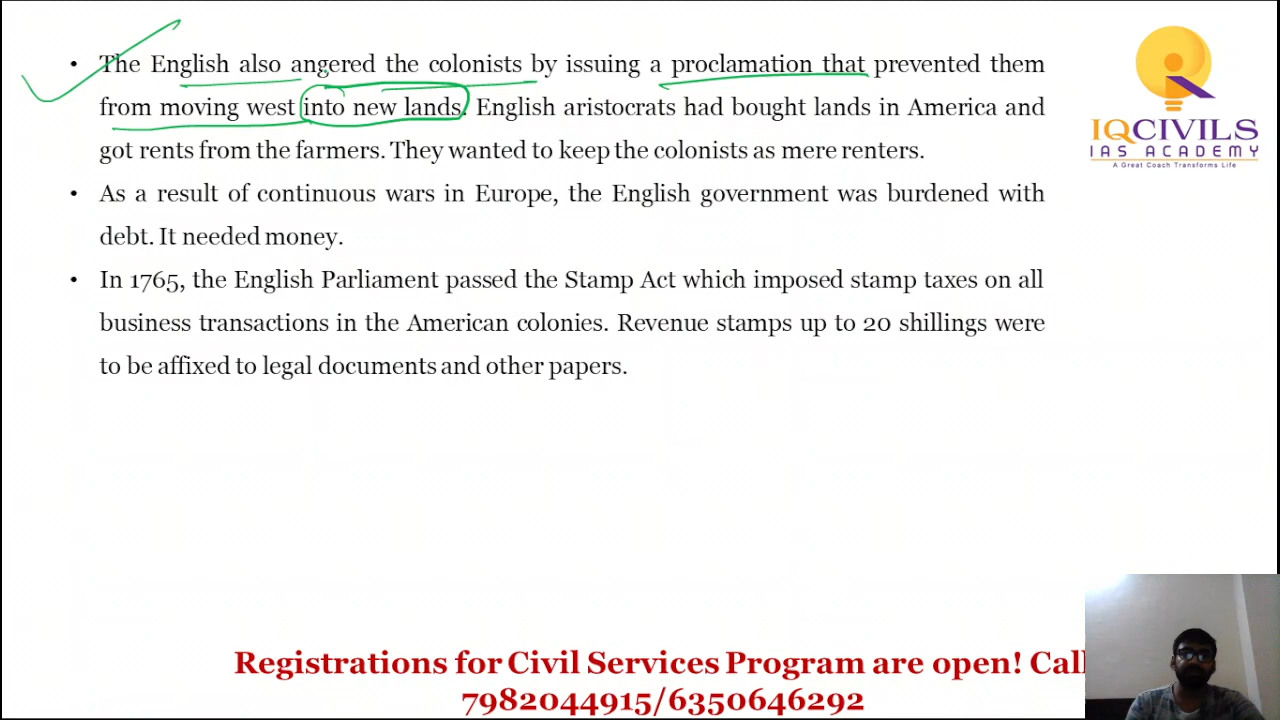 • The English also angered the colonists by issuing a proclamation that prevented them
from moving west into new lands. English aristocrats had bought lands in America and
got rents from the farmers. They wanted to keep the colonists as mere renters.
• As a result of continuous wars in Europe, the English government was burdened with
debt. It needed money.
• In 1765, the English Parliament passed the Stamp Act which imposed stamp taxes on all
business transactions in the American colonies. Revenue stamps up to 20 shillings were
to be affixed to legal documents and other papers.
IQCIVILS
IAS ACADEMY
A Great Coach Transforms Life
Registrations for Civil Services Program are open! Call
7982044915/6350646292